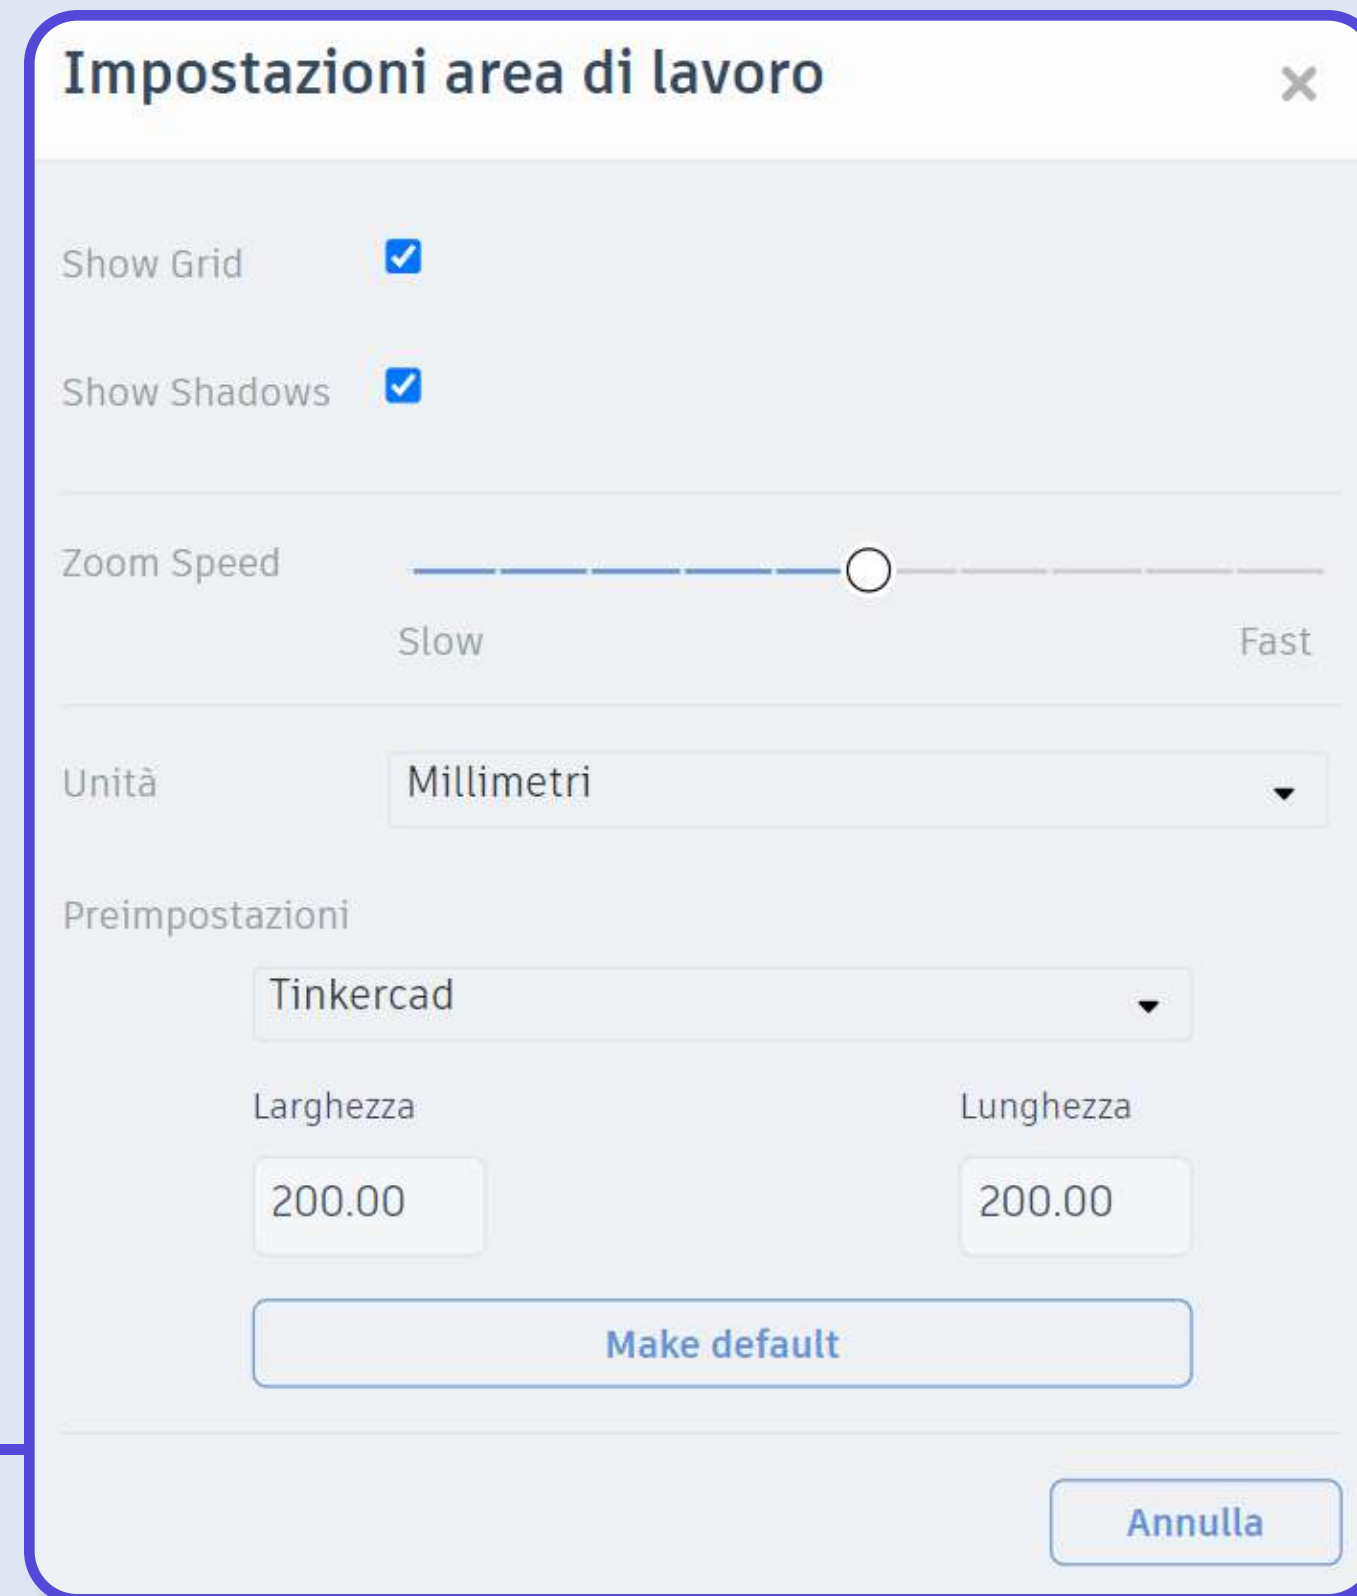 Impostazioni area di lavoro
Show Grid
Show Shadows
Zoom Speed
Slow Fast
Unità Millimetri
Preimpostazioni
Tinkercad
Larghezza Lunghezza
200.00 200.00
Make default
Annulla